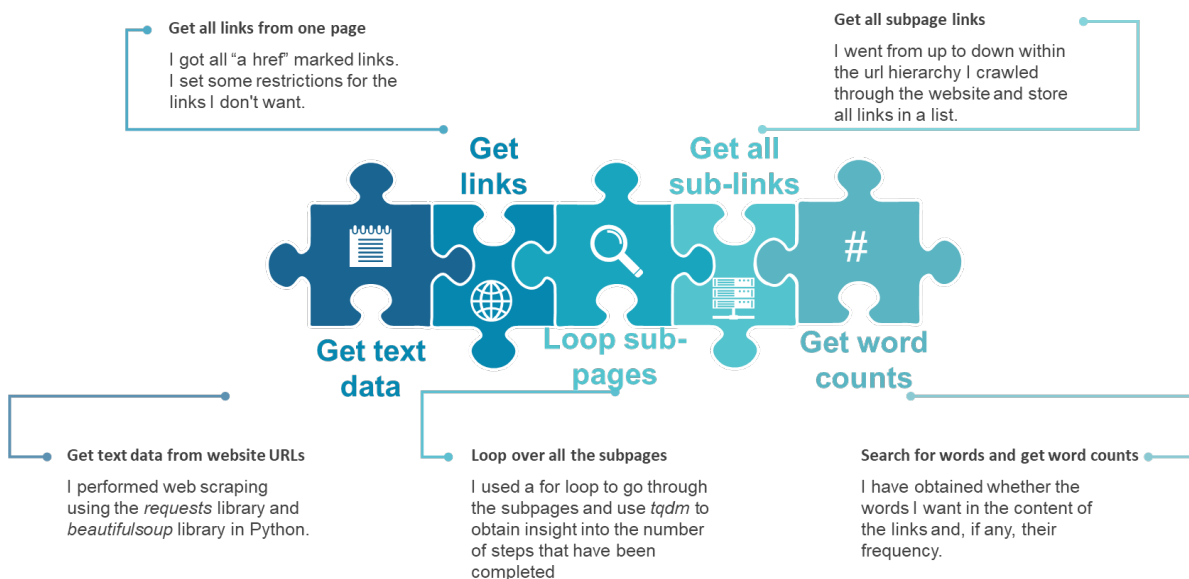 Get all links from one page
I got all “a href” marked links.
I set some restrictions for the
links I don't want.
Get all subpage links
I went from up to down within
the url hierarchy I crawled
through the website and store
all links in a list.
Get
links
Get all
sub-links
#
Get text
data
Loop sub-
pages
Get word
counts
Get text data from website URLs
I performed web scraping
using the requests library and
beautifulsoup library in Python.
Loop over all the subpages
I used a for loop to go through
the subpages and use tqdm to
obtain insight into the number
of steps that have been
completed
Search for words and get word counts
I have obtained whether the
words I want in the content of
the links and, if any, their
frequency.